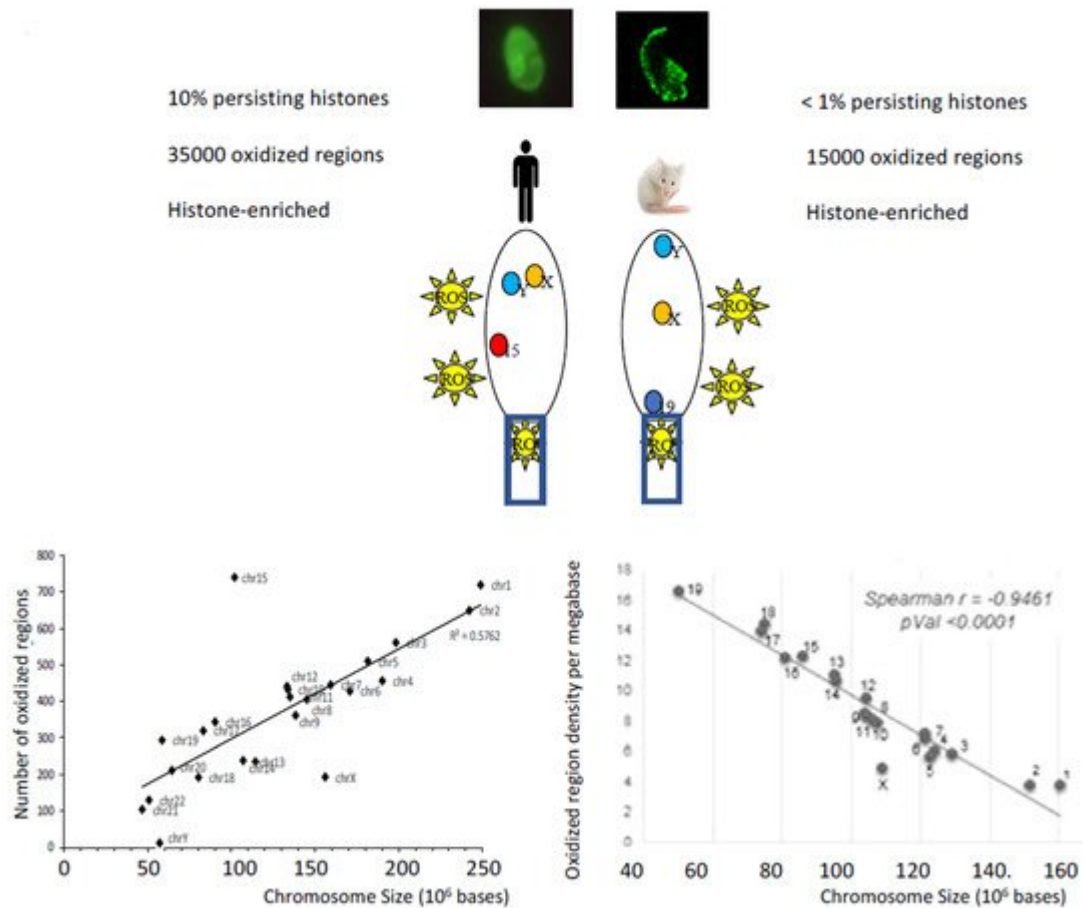 10% persisting histones
35000 oxidized regions
Histone-enriched
< 1% persisting histones
15000 oxidized regions
Histone-enriched
ROS
ROS
Y
X
15
ROS
Y
X
19
ROS
ROS
ROS
Number of oxidized regions
800
700
600
500
400
300
200
100
0
chr15
chr1
chr2
R² = 0.5762
chr3
chr5
chr4
chr12
chr10
chr11
chr7
chr6
chr8
chr9
chr16
chr17
chr19
chr13
chr14
chr20
chr18
chrX
chr22
chr21
chrY
0 50 100 150 200 250
Chromosome Size (10⁶ bases)
Oxidized region density per megabase
18
16
14
12
10
8
6
4
2
0
Spearman r = -0.9461
pVal <0.0001
19
18
17
16
15
13
14
12
9
8
11
10
7
6
4
5
3
X
2
1
40 60 80 100 120 140. 160
Chromosome Size (10⁶ bases)